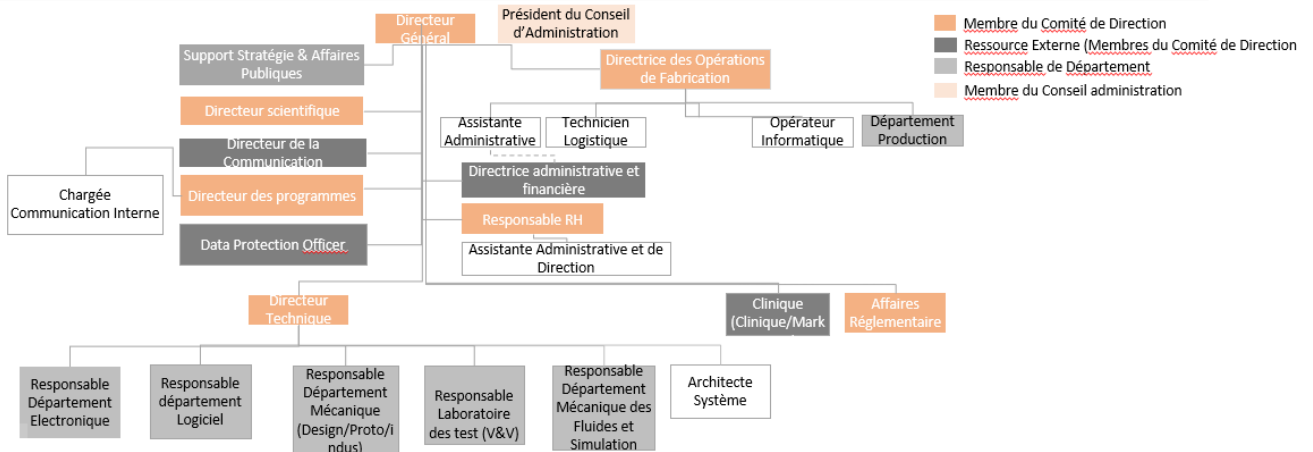 Directeur
Général
Président du Conseil
d’Administration
Membre du Comité de Direction
Ressource Externe (Membres du Comité de Direction
Responsable de Département
Membre du Conseil administration
Support Stratégie & Affaires
Publiques
Directrice des Opérations
de Fabrication
Directeur scientifique
Assistante
Administrative
Technicien
Logistique
Opérateur
Informatique
Département
Production
Directeur de la
Communication
Directrice administrative et
financière
Chargée
Communication Interne
Directeur des programmes
Responsable RH
Data Protection Officer
Assistante Administrative et de
Direction
Directeur
Technique
Clinique
(Clinique/Mark
Affaires
Réglementaire
Responsable
Département
Electronique
Responsable
département
Logiciel
Responsable
Département
Mécanique
(Design/Proto/i
ndus)
Responsable
Laboratoire
des test (V&V)
Responsable
Département
Mécanique des
Fluides et
Simulation
Architecte
Système